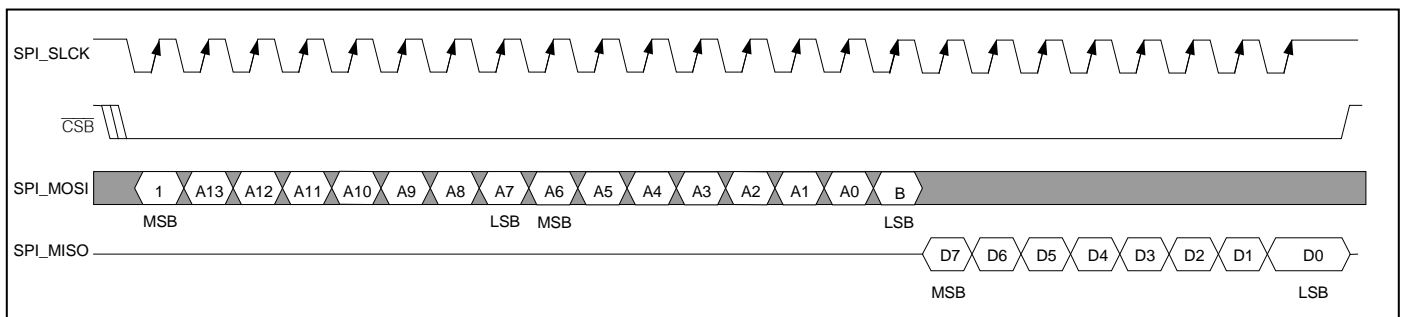 SPI_SLCK
CSB
SPI_MOSI 1 A13 A12 A11 A10 A9 A8 A7 A6 A5 A4 A3 A2 A1 A0 B
MSB LSB MSB LSB
SPI_MISO D7 D6 D5 D4 D3 D2 D1 D0
MSB LSB